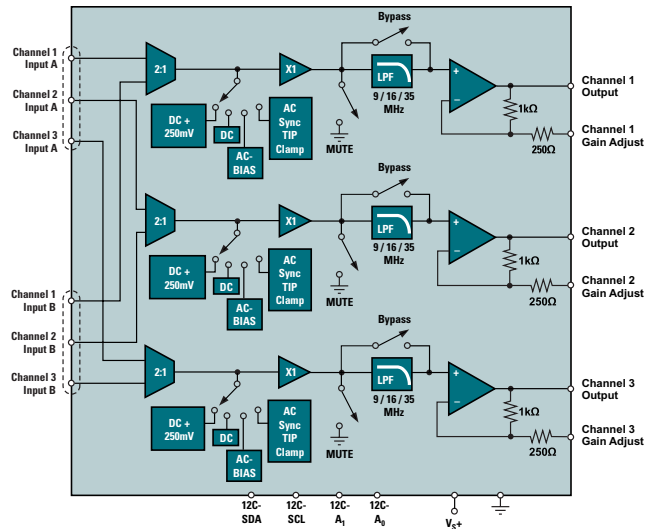 Channel 1
Input A
Channel 2
Input A
Channel 3
Input A
Channel 1
Input B
Channel 2
Input B
Channel 3
Input B
2:1
DC +
250mV
DC
AC-
BIAS
AC
Sync
TIP
Clamp
X1
MUTE
Bypass
LPF
9 / 16 / 35
MHz
+
−
1kΩ
250Ω
Channel 1
Output
Channel 1
Gain Adjust
2:1
DC +
250mV
DC
AC-
BIAS
AC
Sync
TIP
Clamp
X1
MUTE
Bypass
LPF
9 / 16 / 35
MHz
+
−
1kΩ
250Ω
Channel 2
Output
Channel 2
Gain Adjust
2:1
DC +
250mV
DC
AC-
BIAS
AC
Sync
TIP
Clamp
X1
MUTE
Bypass
LPF
9 / 16 / 35
MHz
+
−
1kΩ
250Ω
Channel 3
Output
Channel 3
Gain Adjust
12C-
SDA
12C-
SCL
12C-
A1
12C-
A0
VS+